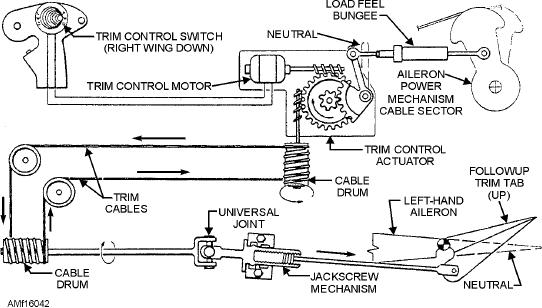 LOAD FEEL
BUNGEE
NEUTRAL
TRIM CONTROL SWITCH
(RIGHT WING DOWN)
TRIM CONTROL MOTOR
AILERON
POWER
MECHANISM
CABLE SECTOR
TRIM CONTROL
ACTUATOR
CABLE
DRUM
TRIM
CABLES
FOLLOWUP
TRIM TAB
(UP)
LEFT-HAND
AILERON
UNIVERSAL
JOINT
CABLE
DRUM
JACKSCREW
MECHANISM
NEUTRAL
AMf16042